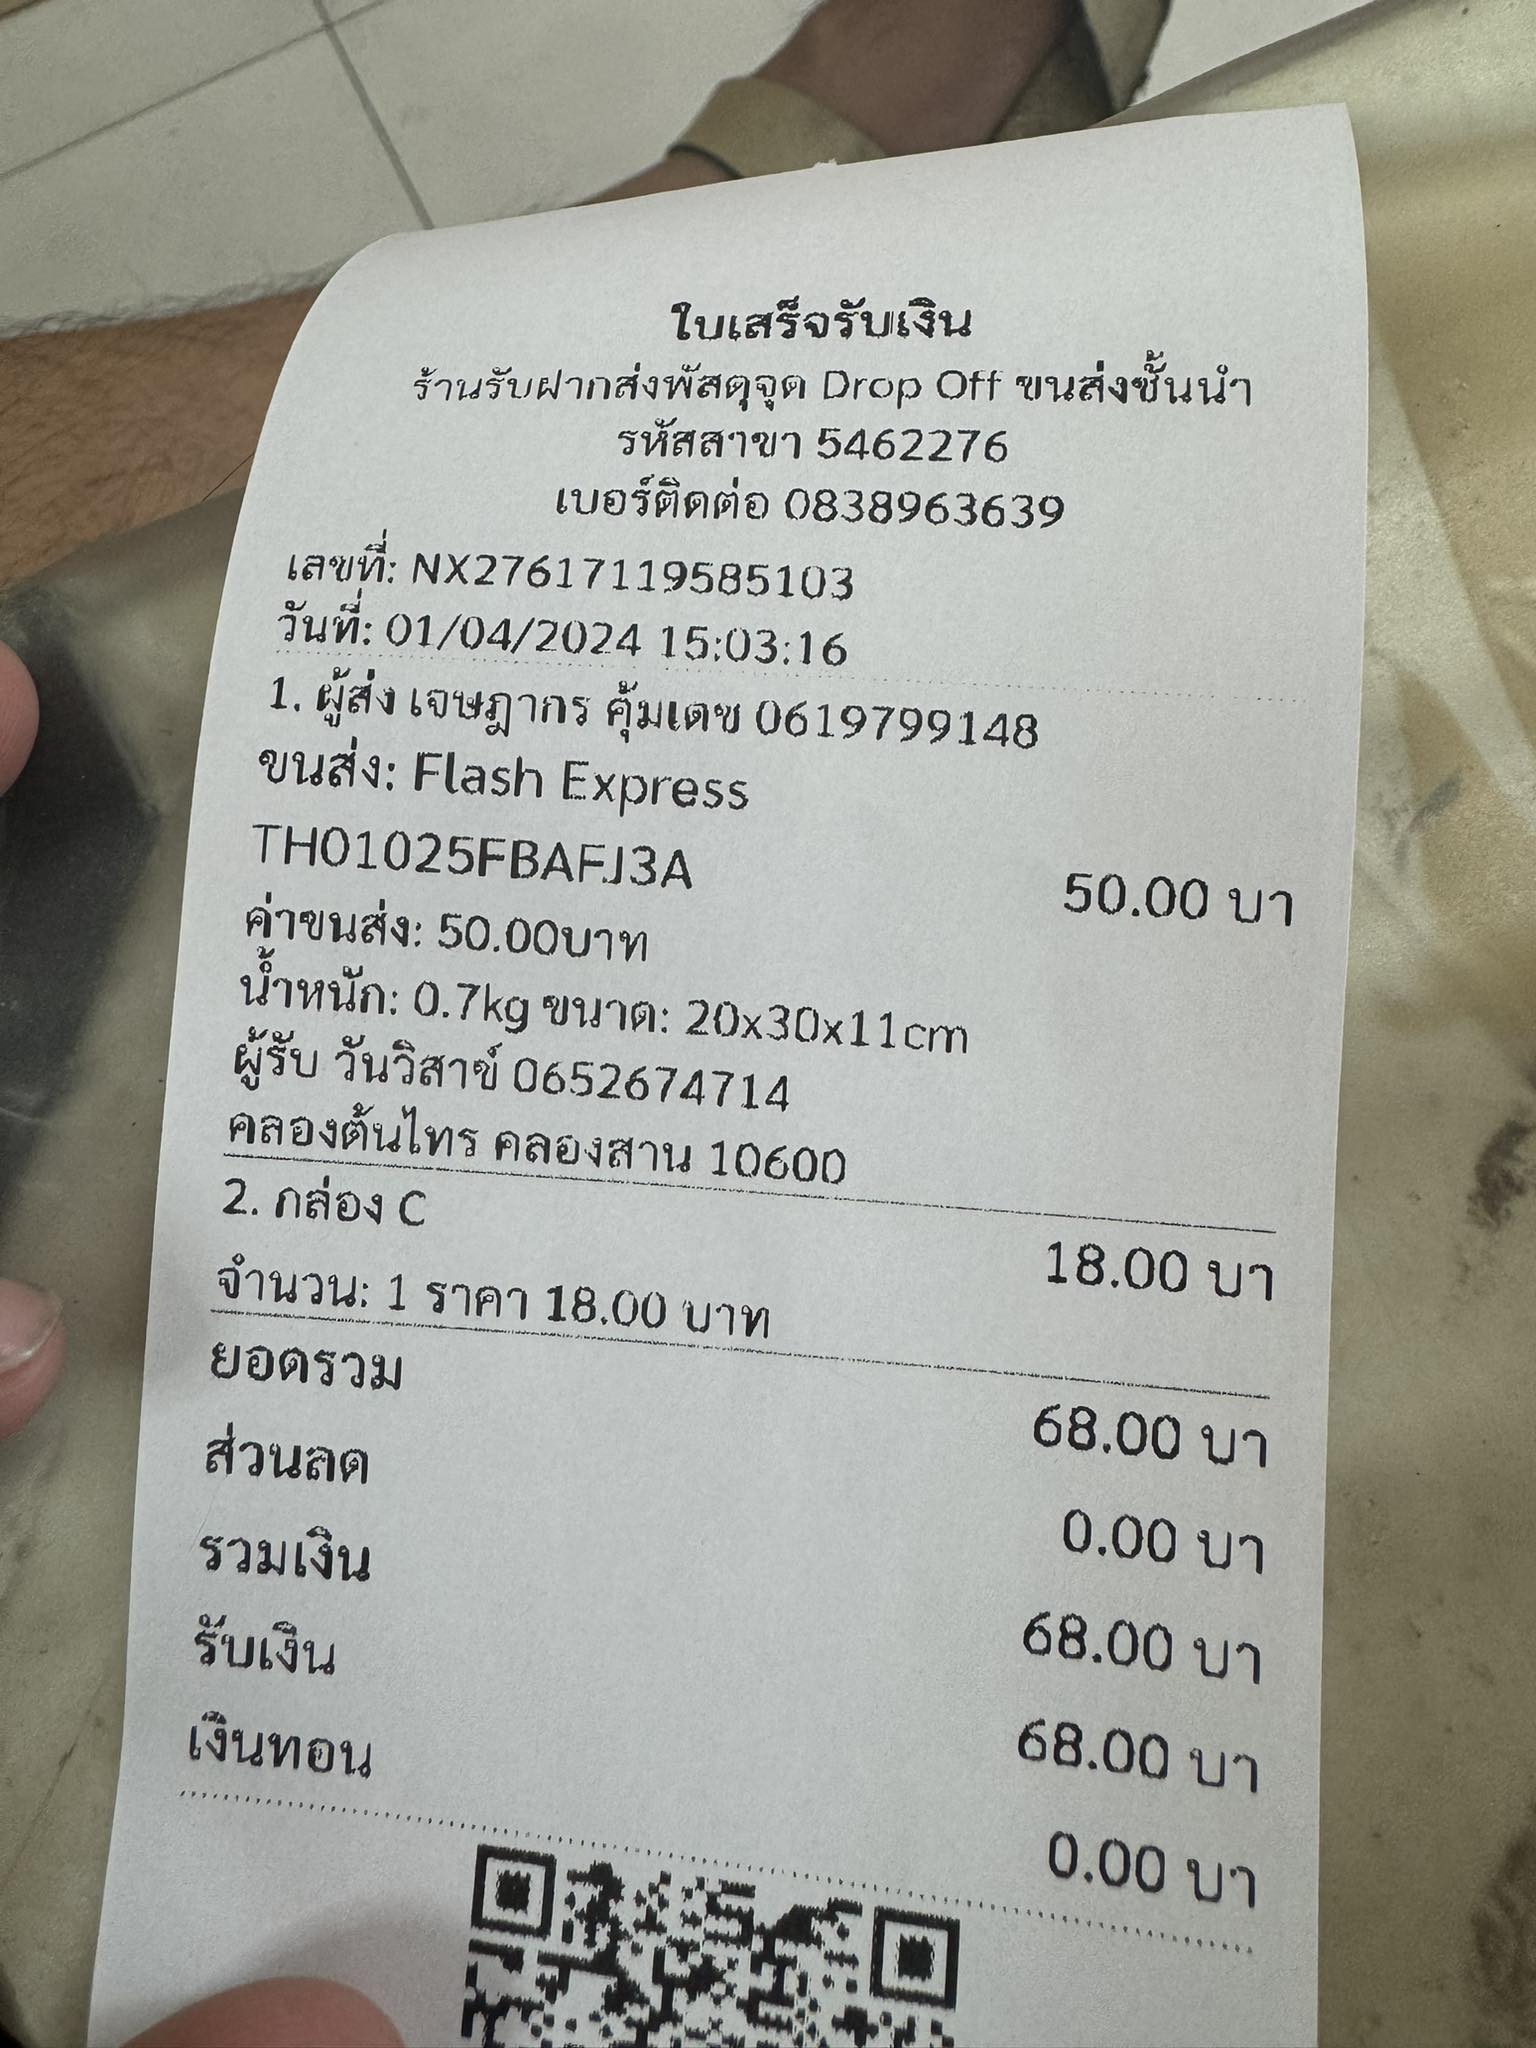 ใบเสร็จรับเงิน
ร้านรับฝากส่งพัสดุจุด Drop Off ขนส่งชั้นนำ
รหัสสาขา 5462276
เบอร์ติดต่อ 0838963639
เลขที่: NX27617119585103
วันที่: 01/04/2024 15:03:16
1. ผู้ส่ง เจษฎากร คุ้มเดช 0619799148
ขนส่ง: Flash Express
TH01025FBAFJ3A 50.00 บา
ค่าขนส่ง: 50.00บาท
น้ำหนัก: 0.7kg ขนาด: 20x30x11cm
ผู้รับ วันวิสาข์ 0652674714
คลองต้นไทร คลองสาน 10600
2. กล่อง C 18.00 บา
จำนวน: 1 ราคา 18.00 บาท
ยอดรวม 68.00 บา
ส่วนลด 0.00 บา
รวมเงิน 68.00 บา
รับเงิน 68.00 บา
เงินทอน 0.00 บา